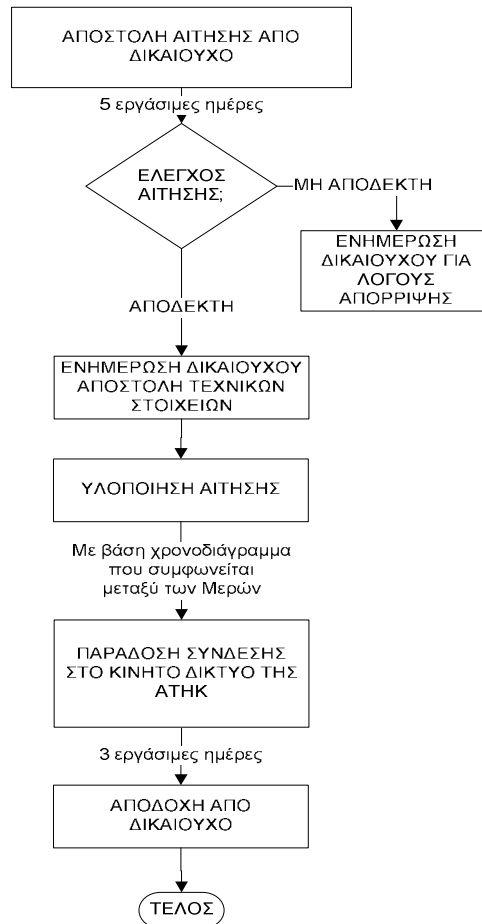 ΑΠΟΣΤΟΛΗ ΑΙΤΗΣΗΣ ΑΠΟ
ΔΙΚΑΙΟΥΧΟ
5 εργάσιμες ημέρες
ΕΛΕΓΧΟΣ
ΑΙΤΗΣΗΣ;
ΜΗ ΑΠΟΔΕΚΤΗ
ΕΝΗΜΕΡΩΣΗ
ΔΙΚΑΙΟΥΧΟΥ ΓΙΑ
ΛΟΓΟΥΣ
ΑΠΟΡΡΙΨΗΣ
ΑΠΟΔΕΚΤΗ
ΕΝΗΜΕΡΩΣΗ ΔΙΚΑΙΟΥΧΟΥ
ΑΠΟΣΤΟΛΗ ΤΕΧΝΙΚΩΝ
ΣΤΟΙΧΕΙΩΝ
ΥΛΟΠΟΙΗΣΗ ΑΙΤΗΣΗΣ
Με βάση χρονοδιάγραμμα
που συμφωνείται
μεταξύ των Μερών
ΠΑΡΑΔΟΣΗ ΣΥΝΔΕΣΗΣ
ΣΤΟ ΚΙΝΗΤΟ ΔΙΚΤΥΟ ΤΗΣ
ΑΤΗΚ
3 εργάσιμες ημέρες
ΑΠΟΔΟΧΗ ΑΠΟ
ΔΙΚΑΙΟΥΧΟ
ΤΕΛΟΣ